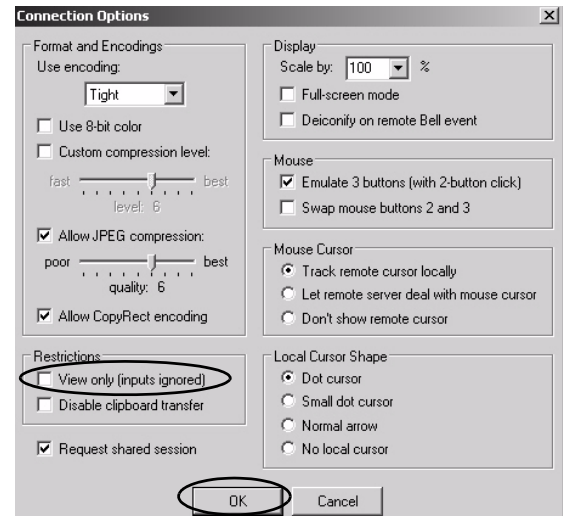 Connection Options
Format and Encodings
Use encoding:
Tight
Use 8-bit color
Custom compression level:
fast best
level: 6
Allow JPEG compression:
poor best
quality: 6
Allow CopyRect encoding
Restrictions
View only (inputs ignored)
Disable clipboard transfer
Request shared session
Display
Scale by: 100 %
Full-screen mode
Deiconify on remote Bell event
Mouse
Emulate 3 buttons (with 2-button click)
Swap mouse buttons 2 and 3
Mouse Cursor
Track remote cursor locally
Let remote server deal with mouse cursor
Don't show remote cursor
Local Cursor Shape
Dot cursor
Small dot cursor
Normal arrow
No local cursor
OK Cancel